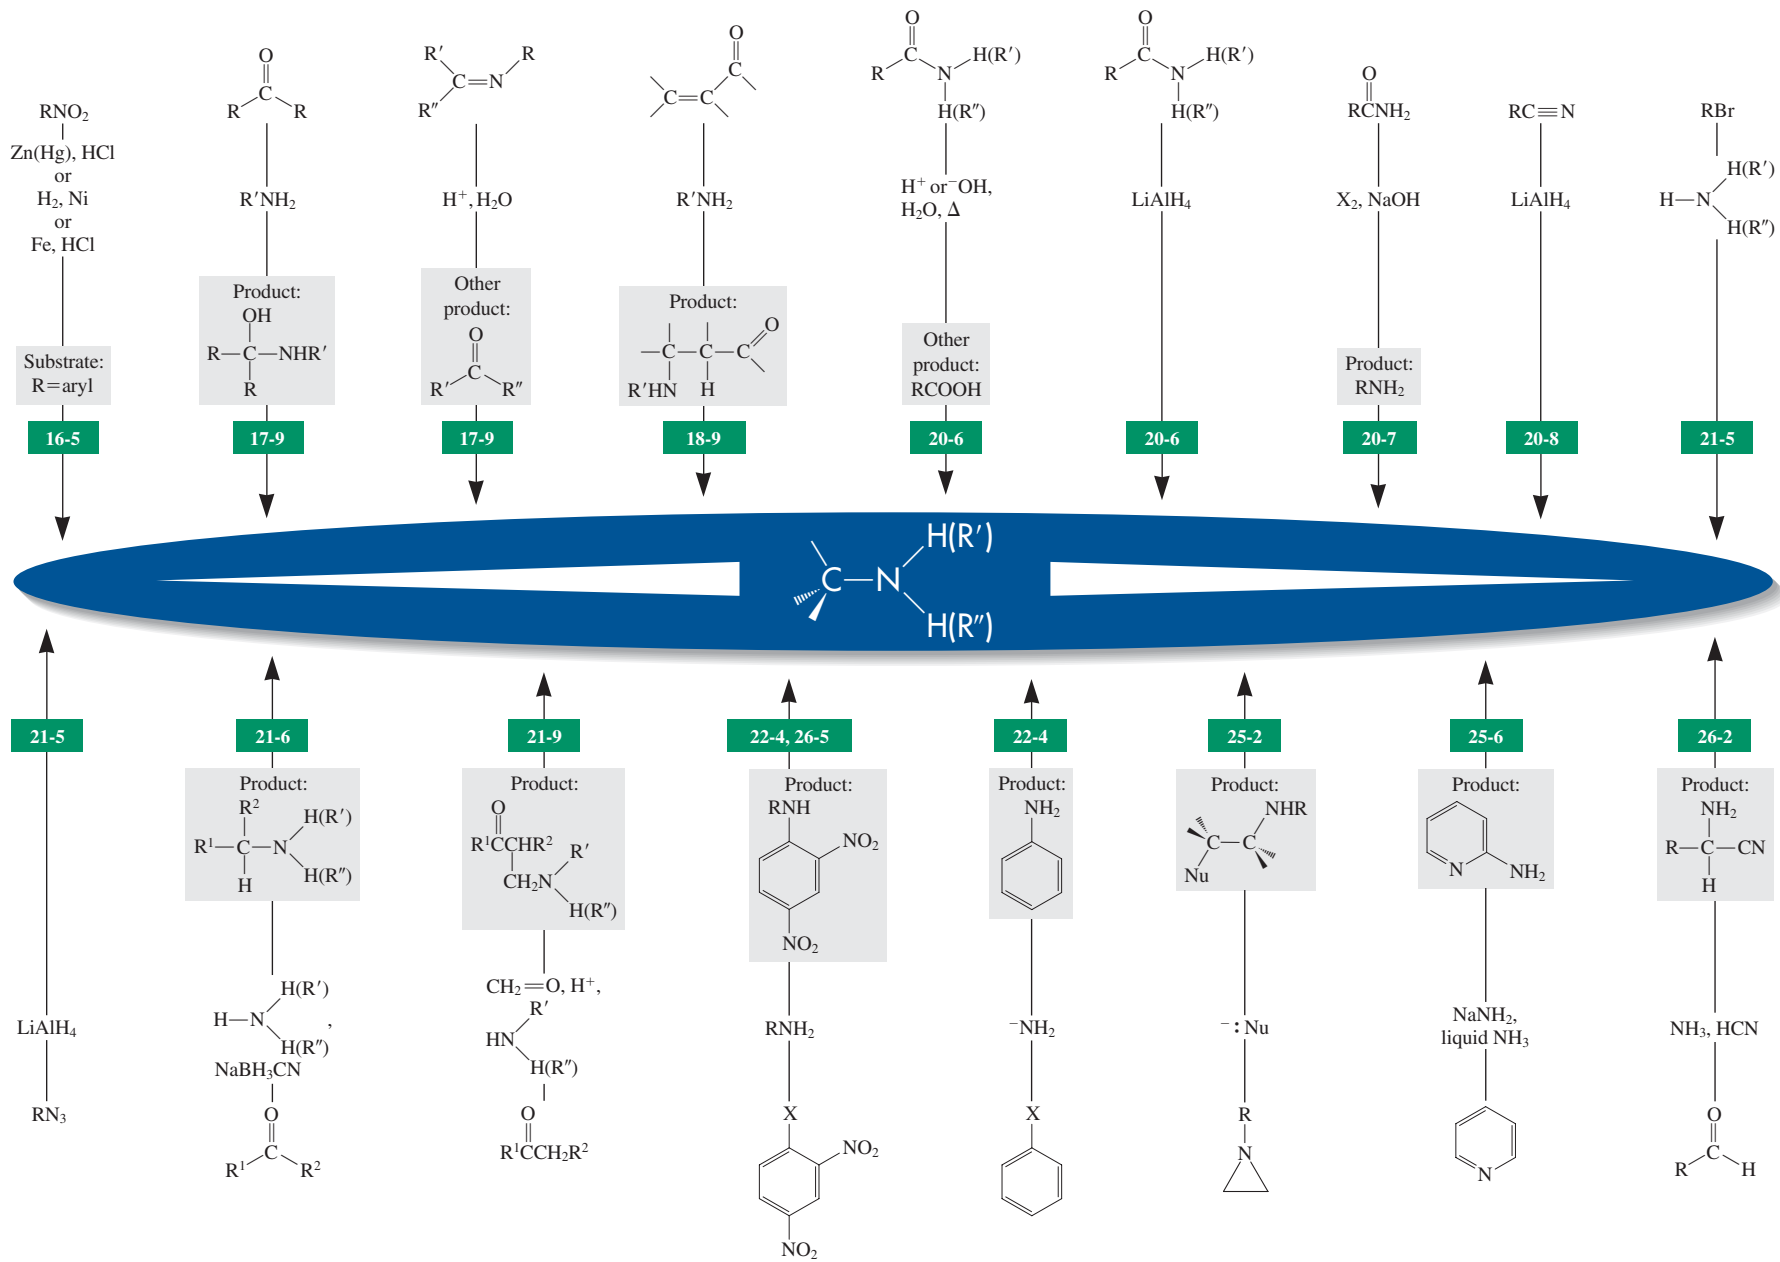 RNO₂
Zn(Hg), HCl
or
H₂, Ni
or
Fe, HCl
Substrate:
R=aryl
16-5
O
C
R R
R′NH₂
Product:
OH
R—C—NHR′
R
17-9
R′ R
C=N
R″
H⁺, H₂O
Other
product:
O
C
R′ R″
17-9
O
C
C=C
R′NH₂
Product:
O
C—C—C
R′HN H
18-9
O
C H(R′)
R N
H(R″)
H⁺ or ⁻OH,
H₂O, Δ
Other
product:
RCOOH
20-6
O
C H(R′)
R N
H(R″)
LiAlH₄
20-6
O
RCNH₂
X₂, NaOH
Product:
RNH₂
20-7
RC≡N
LiAlH₄
20-8
RBr
H(R′)
H—N
H(R″)
21-5
H(R′)
C—N
H(R″)
21-5
LiAlH₄
RN₃
21-6
Product:
R² H(R′)
R¹—C—N
H H(R″)
H(R′)
H—N ,
H(R″)
NaBH₃CN
O
C
R¹ R²
21-9
Product:
O
R¹CCHR² R′
CH₂N
H(R″)
CH₂=O, H⁺,
R′
HN
H(R″)
O
R¹CCH₂R²
22-4, 26-5
Product:
RNH
NO₂
NO₂
RNH₂
X
NO₂
NO₂
22-4
Product:
NH₂
⁻NH₂
X
25-2
Product:
NHR
C—C
Nu
⁻:Nu
R
N
25-6
Product:
N NH₂
NaNH₂,
liquid NH₃
N
26-2
Product:
NH₂
R—C—CN
H
NH₃, HCN
O
C
R H